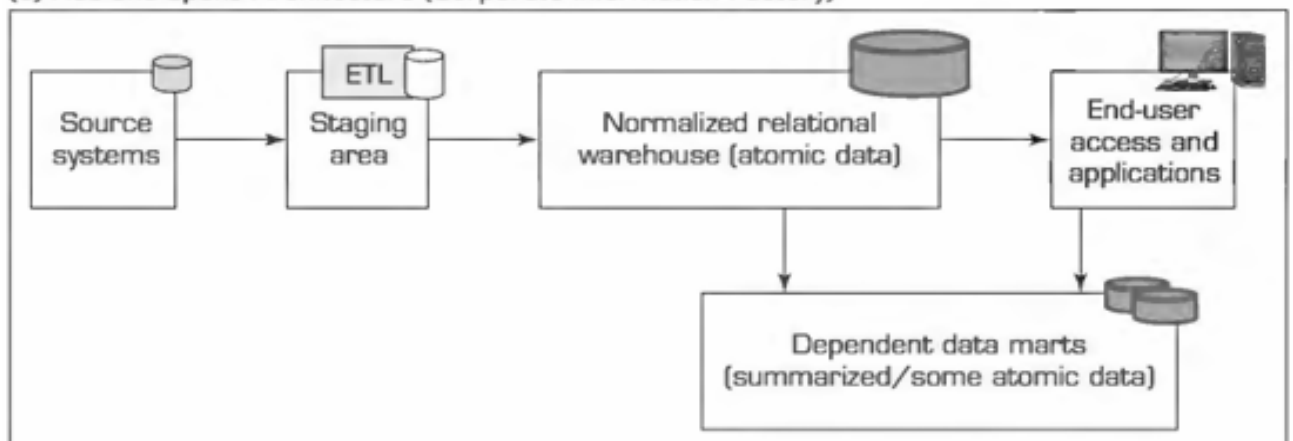 ETL
Source
systems
Staging
area
Normalized relational
warehouse (atomic data)
End-user
access and
applications
Dependent data marts
(summarized/some atomic data)